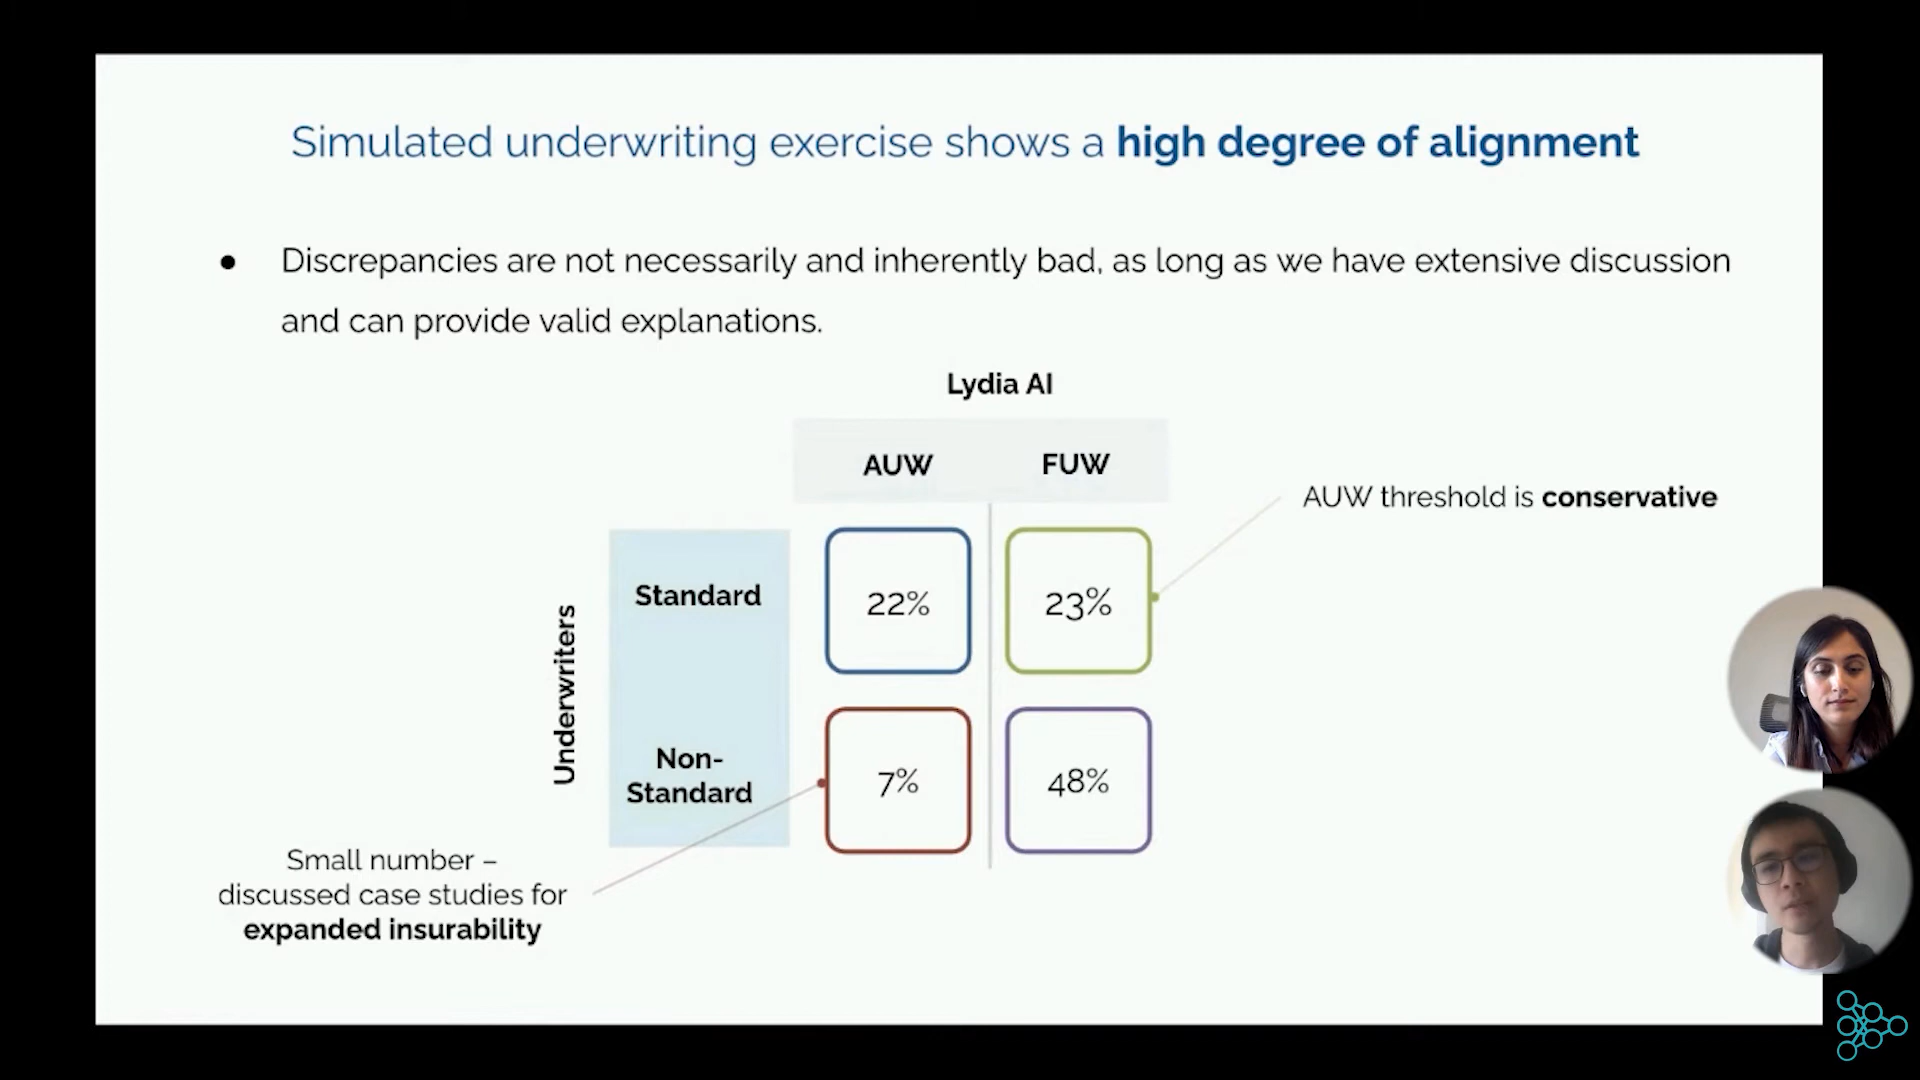 Simulated underwriting exercise shows a high degree of alignment
● Discrepancies are not necessarily and inherently bad, as long as we have extensive discussion
and can provide valid explanations.
Lydia AI
AUW FUW
AUW threshold is conservative
Underwriters
Standard
22% 23%
Non-
Standard
7% 48%
Small number –
discussed case studies for
expanded insurability